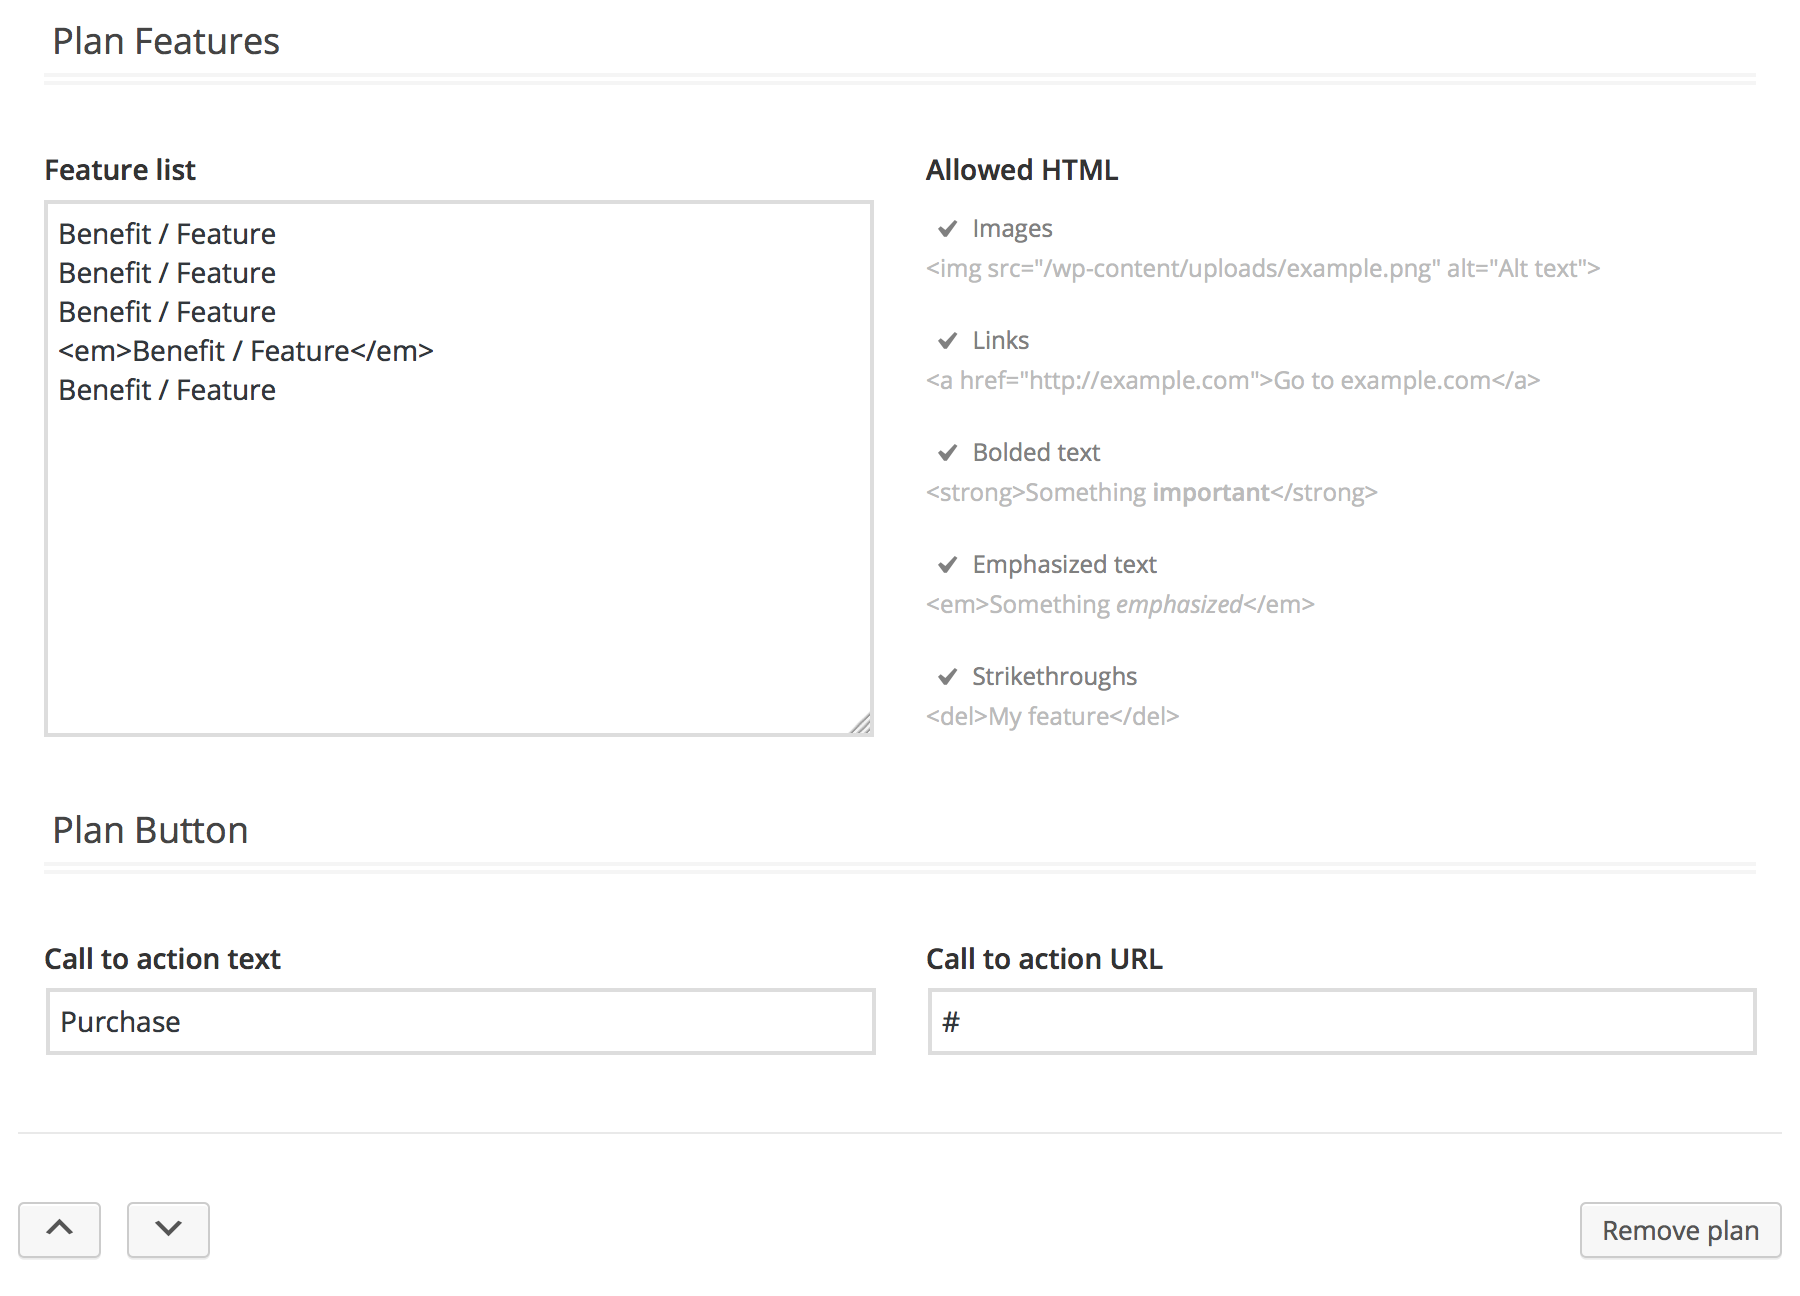 Plan Features
Feature list
Benefit / Feature
Benefit / Feature
Benefit / Feature
<em>Benefit / Feature</em>
Benefit / Feature
Allowed HTML
Images
<img src="/wp-content/uploads/example.png" alt="Alt text">
Links
<a href="http://example.com">Go to example.com</a>
Bolded text
<strong>Something important</strong>
Emphasized text
<em>Something emphasized</em>
Strikethroughs
<del>My feature</del>
Plan Button
Call to action text
Purchase
Call to action URL
#
Remove plan